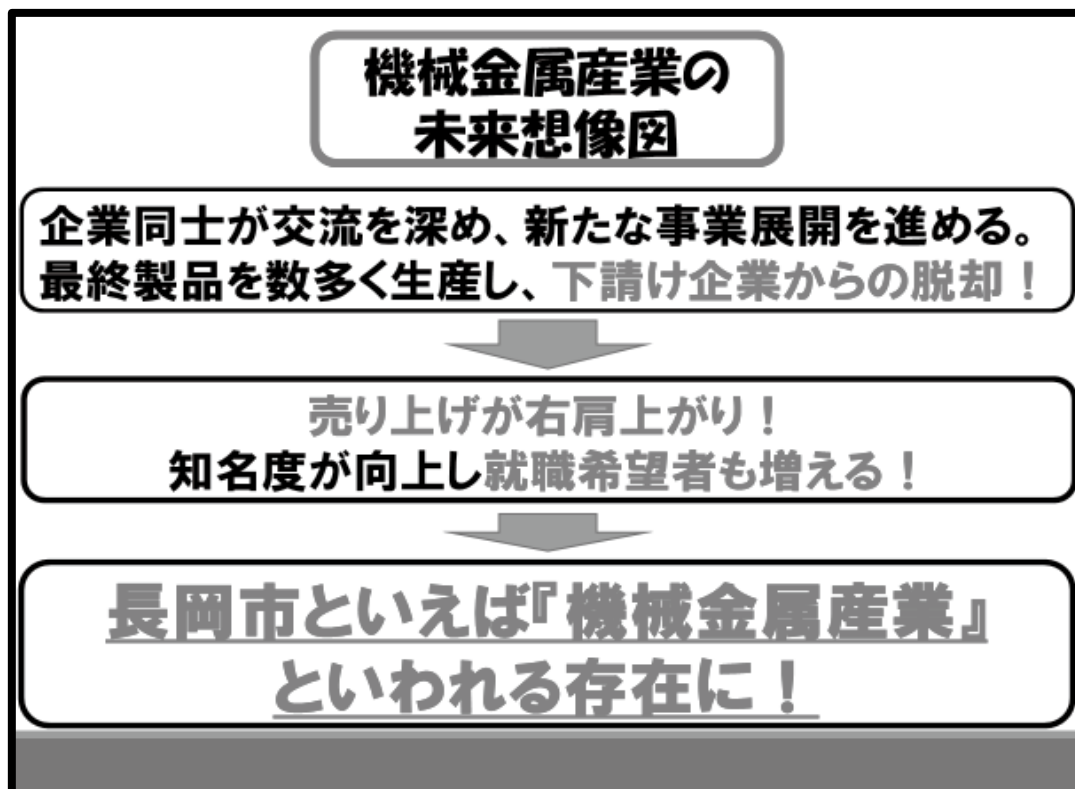 機械金属産業の
未来想像図
企業同士が交流を深め、新たな事業展開を進める。
最終製品を数多く生産し、下請け企業からの脱却！
売り上げが右肩上がり！
知名度が向上し就職希望者も増える！
長岡市といえば『機械金属産業』
といわれる存在に！